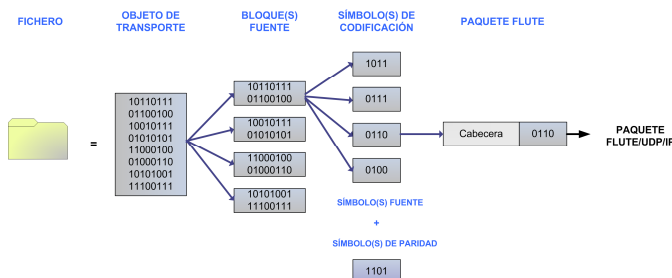 FICHERO
OBJETO DE
TRANSPORTE
BLOQUE(S)
FUENTE
SÍMBOLO(S) DE
CODIFICACIÓN
PAQUETE FLUTE
=
10110111
01100100
10010111
01010101
11000100
01000110
10101001
11100111
10110111
01100100
10010111
01010101
11000100
01000110
10101001
11100111
1011
0111
0110
0100
Cabecera
0110
PAQUETE
FLUTE/UDP/IP
SÍMBOLO(S) FUENTE
+
SÍMBOLO(S) DE PARIDAD
1101